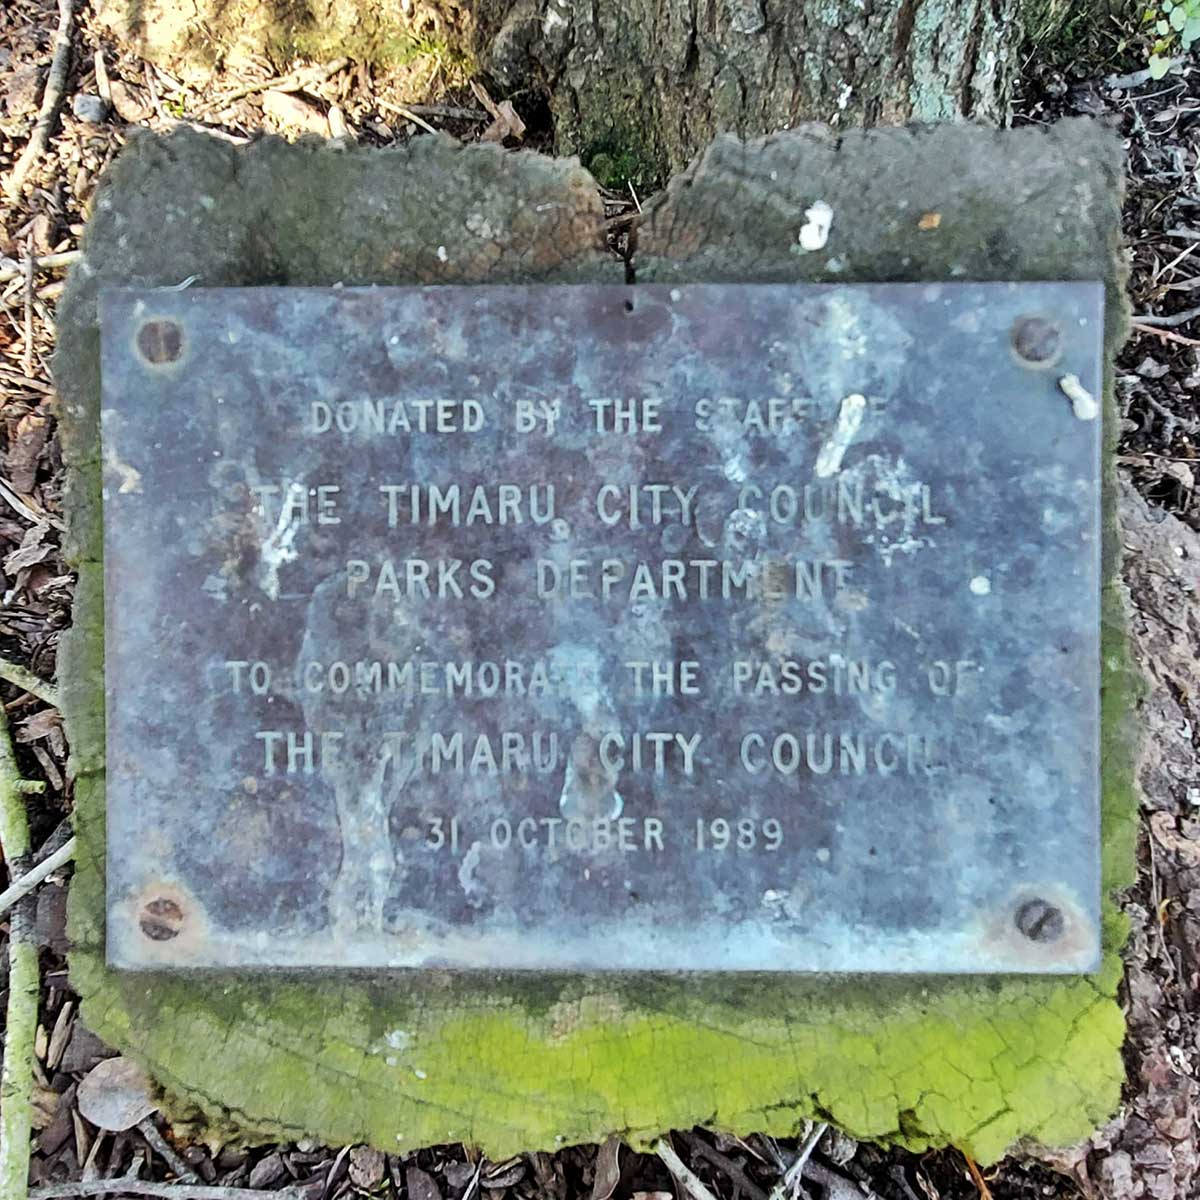 DONATED BY THE STAFF OF
THE TIMARU CITY COUNCIL
PARKS DEPARTMENT
TO COMMEMORATE THE PASSING OF
THE TIMARU CITY COUNCIL
31 OCTOBER 1989